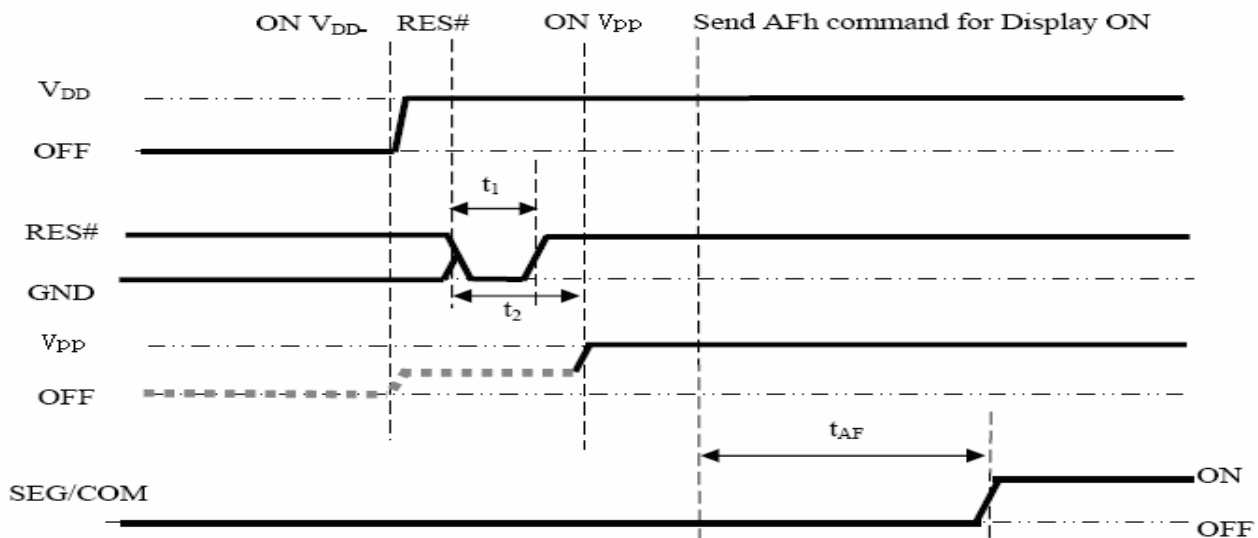 ON VDD- RES# ON Vpp Send AFh command for Display ON
VDD
OFF
t1
RES#
GND
t2
Vpp
OFF
tAF
SEG/COM
ON
OFF